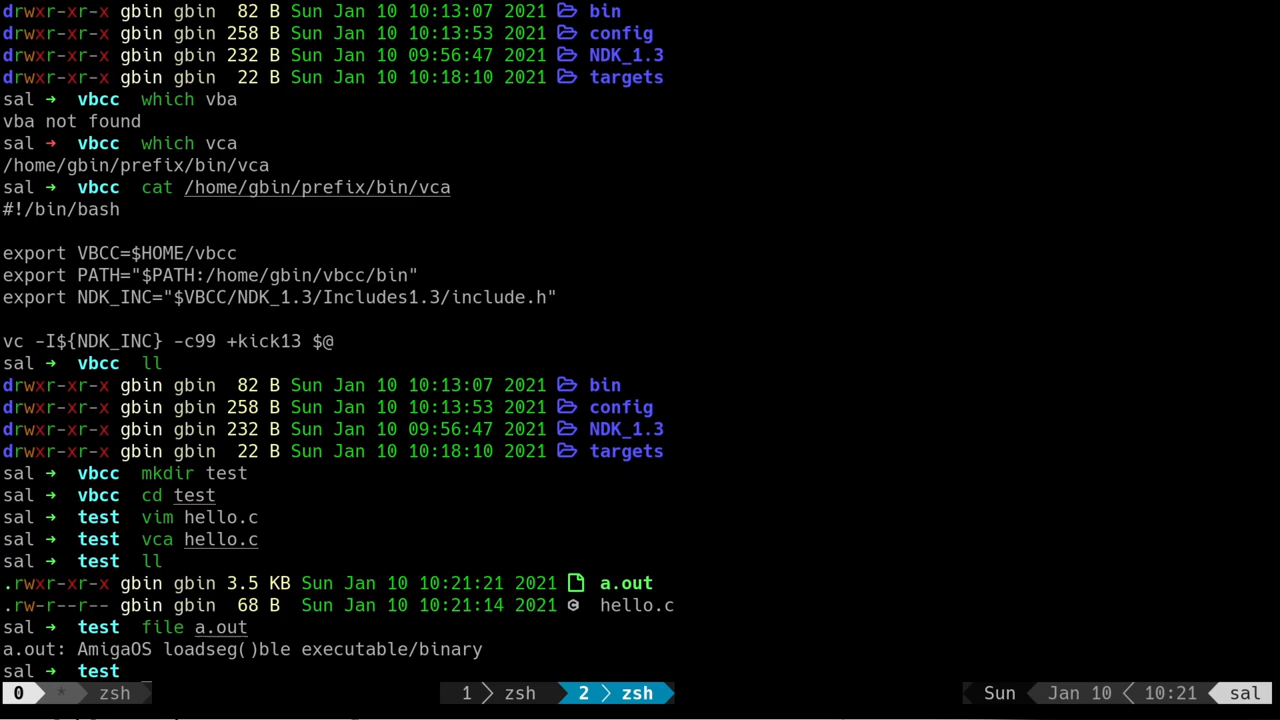 drwxr-xr-x gbin gbin  82 B Sun Jan 10 10:13:07 2021 bin
drwxr-xr-x gbin gbin 258 B Sun Jan 10 10:13:53 2021 config
drwxr-xr-x gbin gbin 232 B Sun Jan 10 09:56:47 2021 NDK_1.3
drwxr-xr-x gbin gbin  22 B Sun Jan 10 10:18:10 2021 targets
sal ➜  vbcc  which vba
vba not found
sal ➜  vbcc  which vca
/home/gbin/prefix/bin/vca
sal ➜  vbcc  cat /home/gbin/prefix/bin/vca
#!/bin/bash
export VBCC=$HOME/vbcc
export PATH="$PATH:/home/gbin/vbcc/bin"
export NDK_INC="$VBCC/NDK_1.3/Includes1.3/include.h"
vc -I${NDK_INC} -c99 +kick13 $@
sal ➜  vbcc  ll
drwxr-xr-x gbin gbin  82 B Sun Jan 10 10:13:07 2021 bin
drwxr-xr-x gbin gbin 258 B Sun Jan 10 10:13:53 2021 config
drwxr-xr-x gbin gbin 232 B Sun Jan 10 09:56:47 2021 NDK_1.3
drwxr-xr-x gbin gbin  22 B Sun Jan 10 10:18:10 2021 targets
sal ➜  vbcc  mkdir test
sal ➜  vbcc  cd test
sal ➜  test  vim hello.c
sal ➜  test  vca hello.c
sal ➜  test  ll
.rwxr-xr-x gbin gbin 3.5 KB Sun Jan 10 10:21:21 2021 a.out
.rw-r--r-- gbin gbin  68 B  Sun Jan 10 10:21:14 2021 hello.c
sal ➜  test  file a.out
a.out: AmigaOS loadseg()ble executable/binary
sal ➜  test  _
0 * zsh 1 zsh 2 zsh Sun Jan 10 10:21 sal